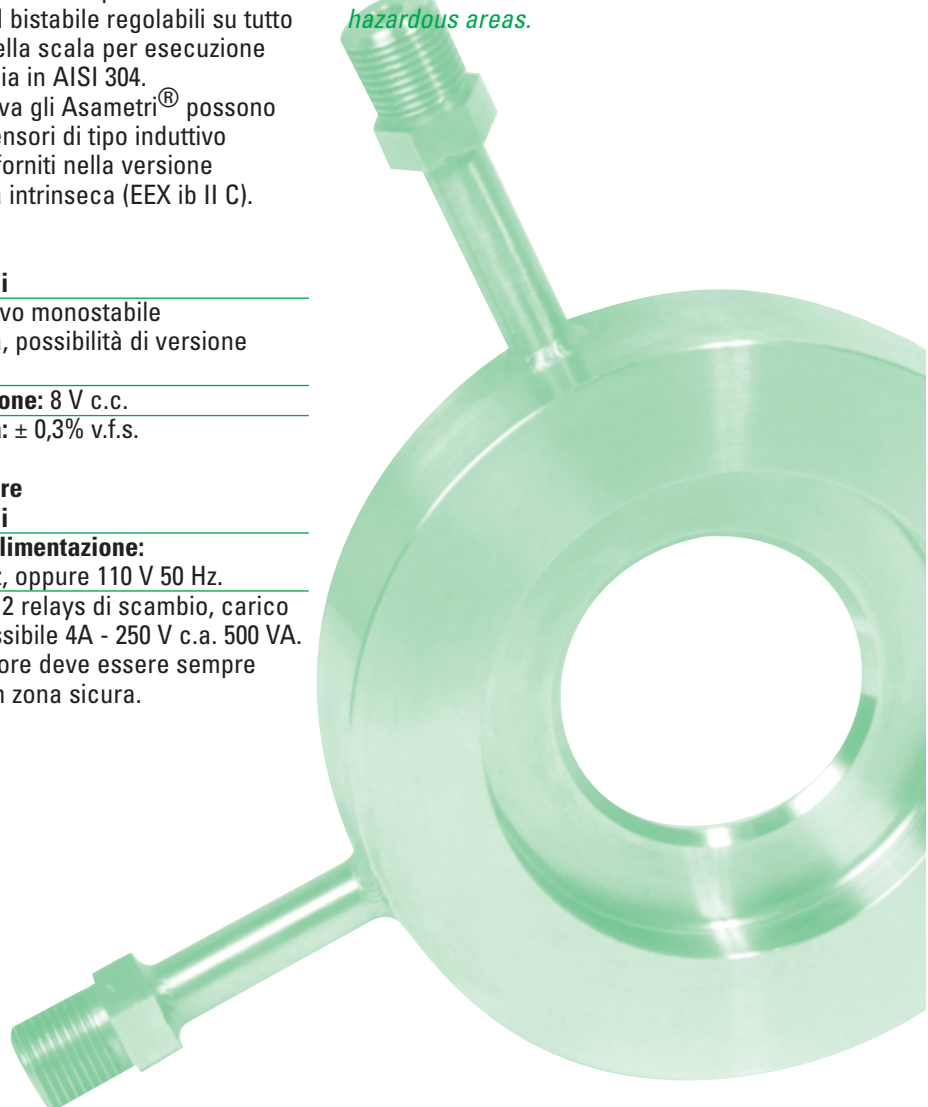 l bistabile regolabili su tutto
ella scala per esecuzione
ia in AISI 304.
va gli Asametri® possono
ensori di tipo induttivo
forniti nella versione
intrinseca (EEX ib II C).
i
vo monostabile
, possibilità di versione
one: 8 V c.c.
: ± 0,3% v.f.s.
re
i
limentazione:
z, oppure 110 V 50 Hz.
2 relays di scambio, carico
ssibile 4A - 250 V c.a. 500 VA.
ore deve essere sempre
n zona sicura.
hazardous areas.